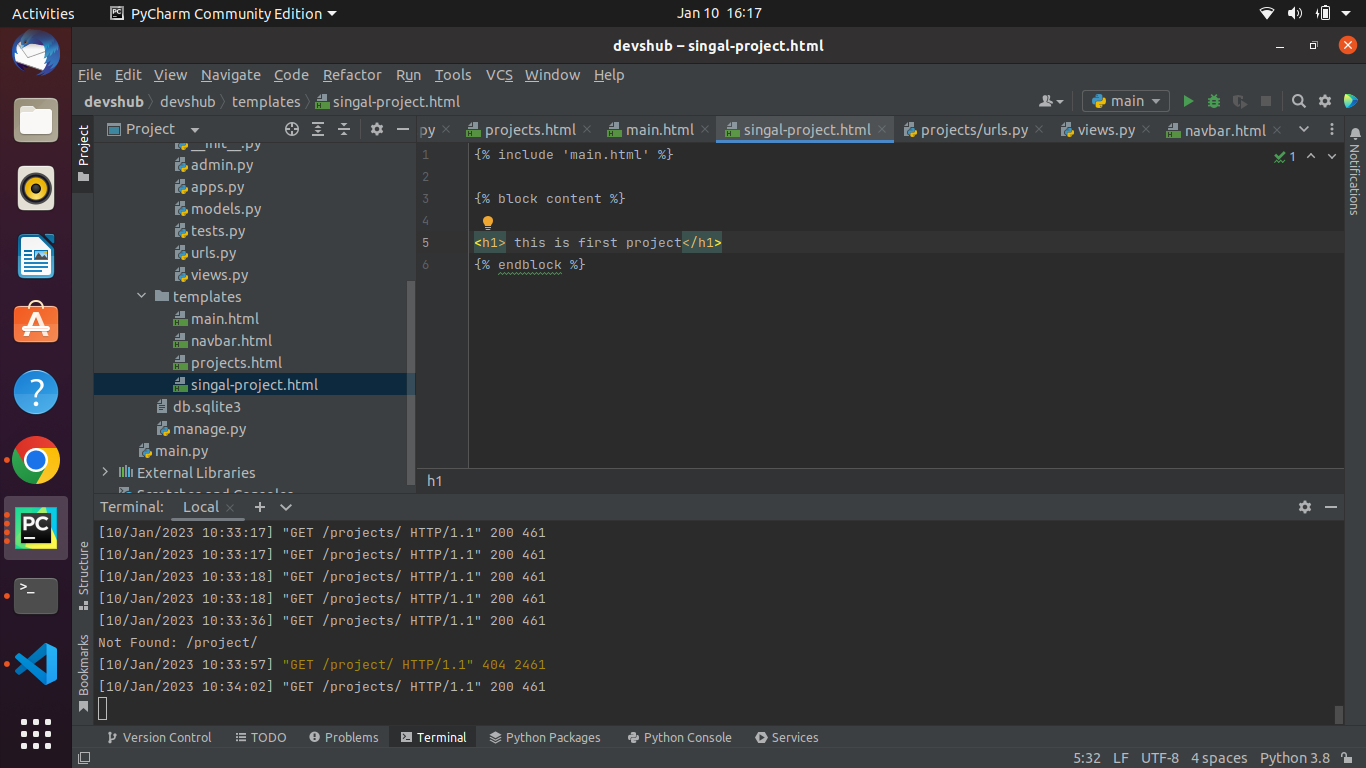 Activities PyCharm Community Edition Jan 10 16:17
devshub – singal-project.html
File Edit View Navigate Code Refactor Run Tools VCS Window Help
devshub devshub templates singal-project.html main
Project py projects.html main.html singal-project.html projects/urls.py views.py navbar.html
Project
Notifications
__init__.py
admin.py
apps.py
models.py
tests.py
urls.py
views.py
templates
main.html
navbar.html
projects.html
singal-project.html
db.sqlite3
manage.py
main.py
External Libraries
Scratches and Consoles
1 {% include 'main.html' %} 1
2
3 {% block content %}
4
5 <h1> this is first project</h1>
6 {% endblock %}
h1
Terminal: Local
Structure
Bookmarks
[10/Jan/2023 10:33:17] "GET /projects/ HTTP/1.1" 200 461
[10/Jan/2023 10:33:17] "GET /projects/ HTTP/1.1" 200 461
[10/Jan/2023 10:33:18] "GET /projects/ HTTP/1.1" 200 461
[10/Jan/2023 10:33:18] "GET /projects/ HTTP/1.1" 200 461
[10/Jan/2023 10:33:36] "GET /projects/ HTTP/1.1" 200 461
Not Found: /project/
[10/Jan/2023 10:33:57] "GET /project/ HTTP/1.1" 404 2461
[10/Jan/2023 10:34:02] "GET /projects/ HTTP/1.1" 200 461
Version Control TODO Problems Terminal Python Packages Python Console Services
5:32 LF UTF-8 4 spaces Python 3.8